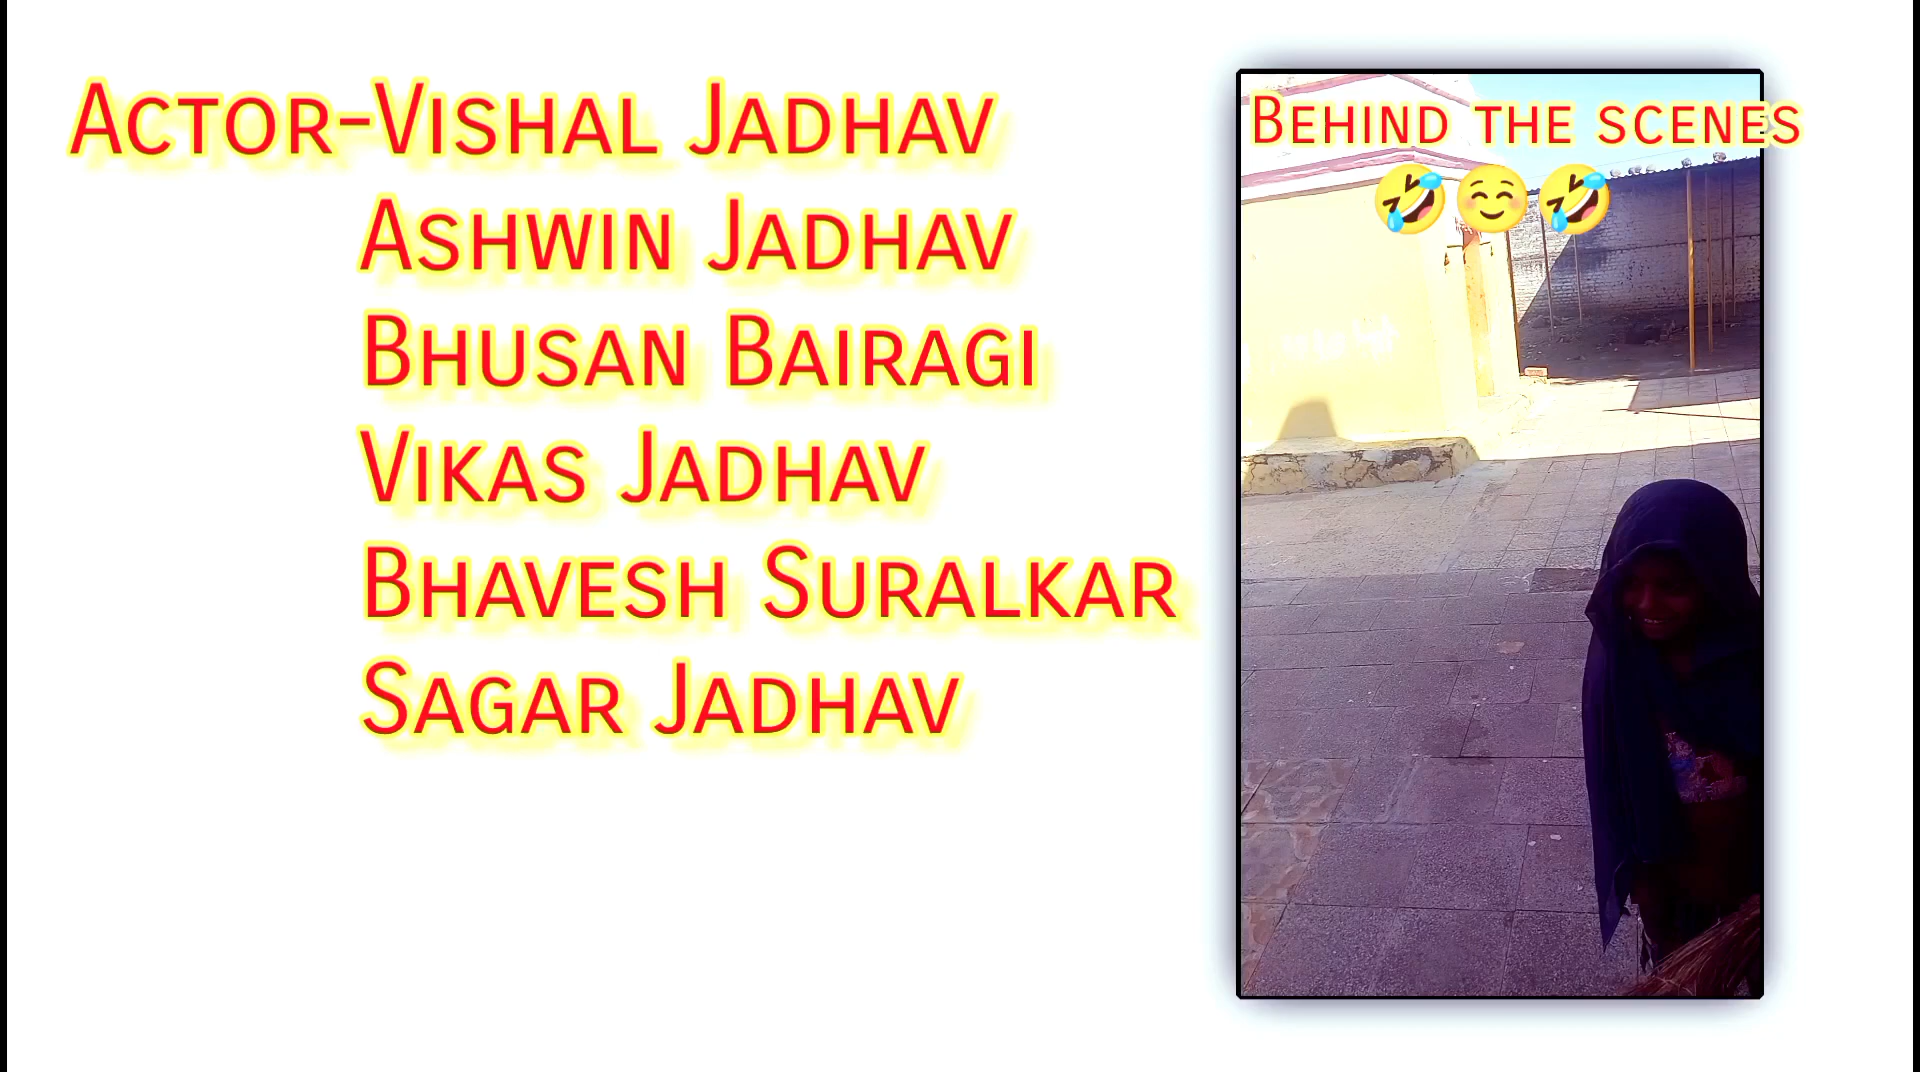 Actor-Vishal Jadhav
Ashwin Jadhav
Bhusan Bairagi
Vikas Jadhav
Bhavesh Suralkar
Sagar Jadhav
Behind the scenes
🤣☺️🤣